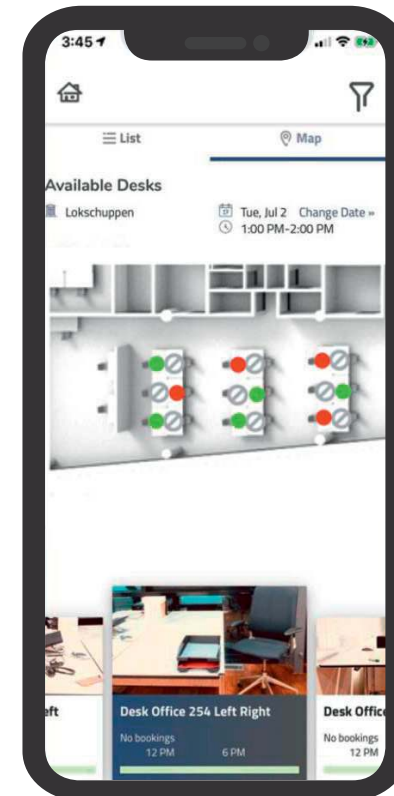 3:45
List
Map
Available Desks
Lokschuppen
Tue, Jul 2 Change Date »
1:00 PM-2:00 PM
eft
Desk Office 254 Left Right
Desk Office
No bookings
No bookings
12 PM 6 PM
12 PM